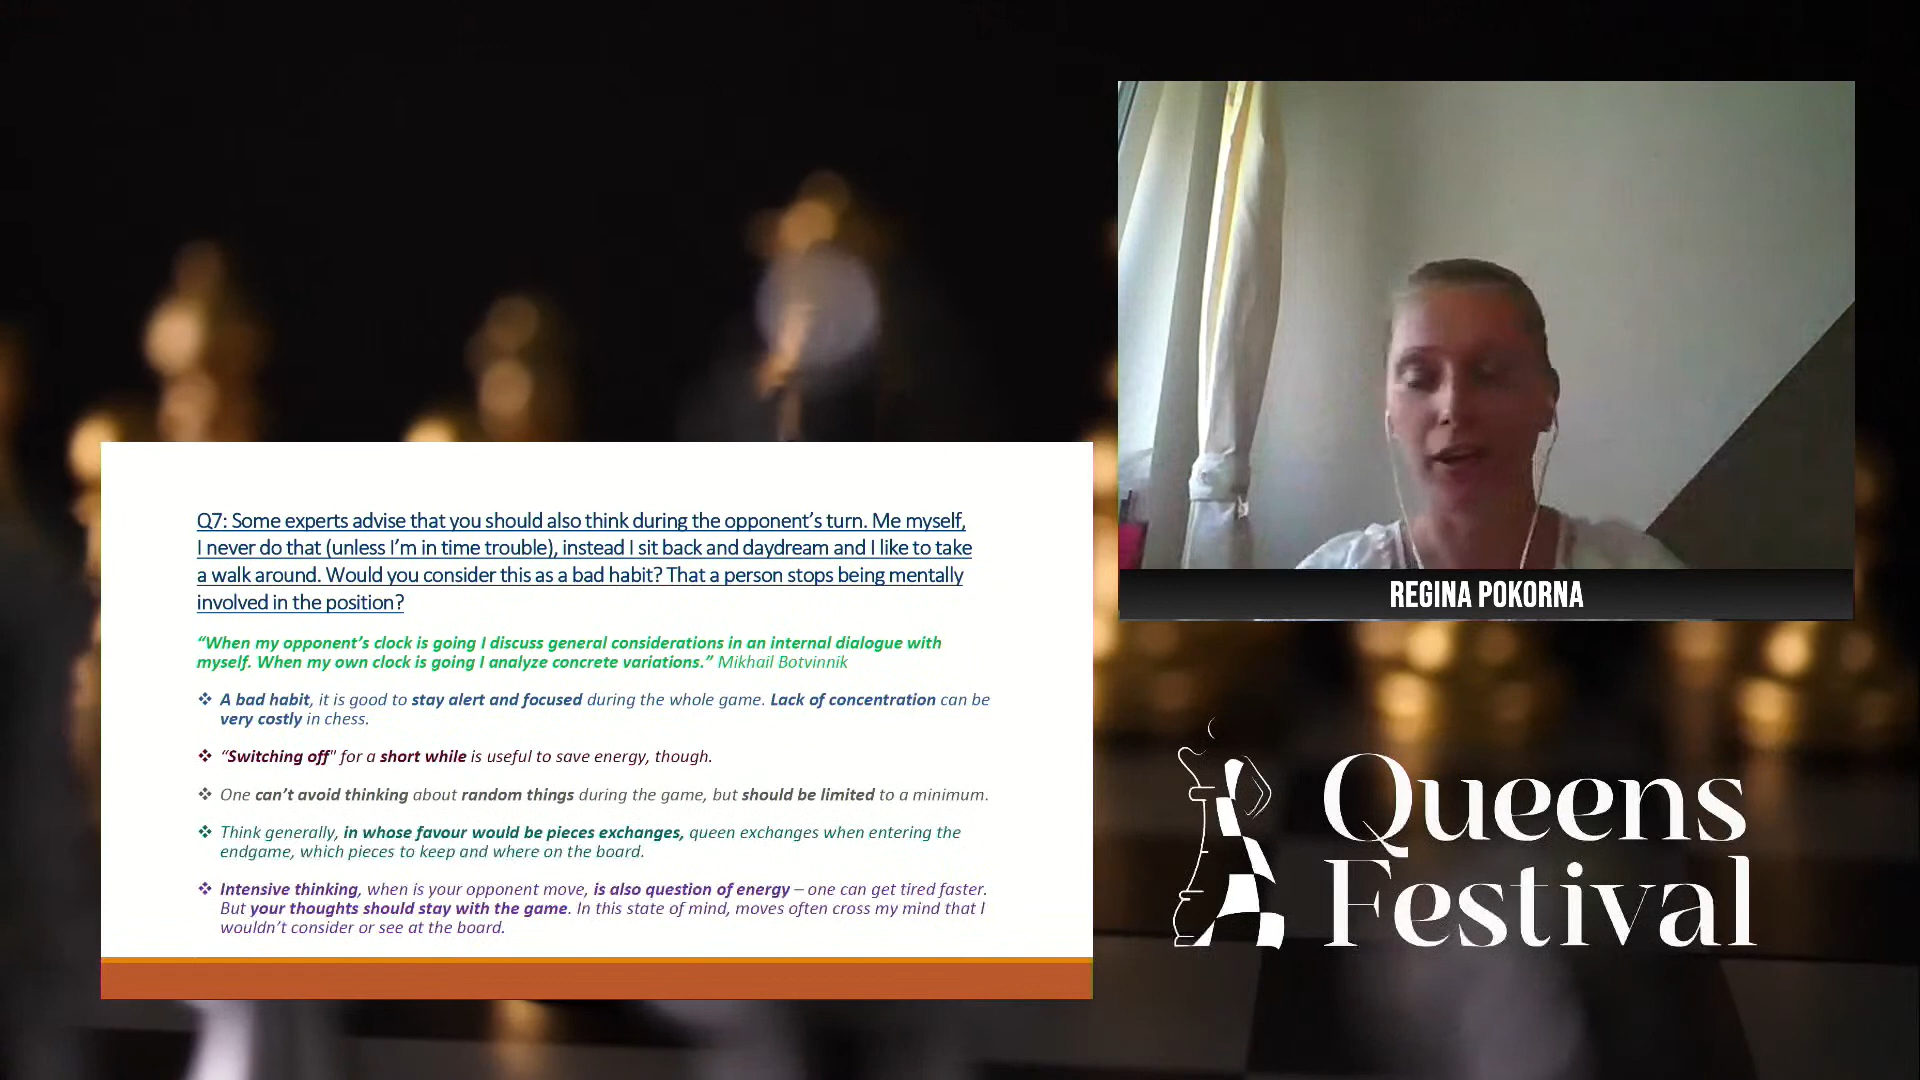 Q7: Some experts advise that you should also think during the opponent's turn. Me myself,
I never do that (unless I'm in time trouble), instead I sit back and daydream and I like to take
a walk around. Would you consider this as a bad habit? That a person stops being mentally
involved in the position?
“When my opponent's clock is going I discuss general considerations in an internal dialogue with
myself. When my own clock is going I analyze concrete variations.” Mikhail Botvinnik
❖ A bad habit, it is good to stay alert and focused during the whole game. Lack of concentration can be
very costly in chess.
❖ “Switching off" for a short while is useful to save energy, though.
❖ One can't avoid thinking about random things during the game, but should be limited to a minimum.
❖ Think generally, in whose favour would be pieces exchanges, queen exchanges when entering the
endgame, which pieces to keep and where on the board.
❖ Intensive thinking, when is your opponent move, is also question of energy – one can get tired faster.
But your thoughts should stay with the game. In this state of mind, moves often cross my mind that I
wouldn't consider or see at the board.
REGINA POKORNA
Queens
Festival